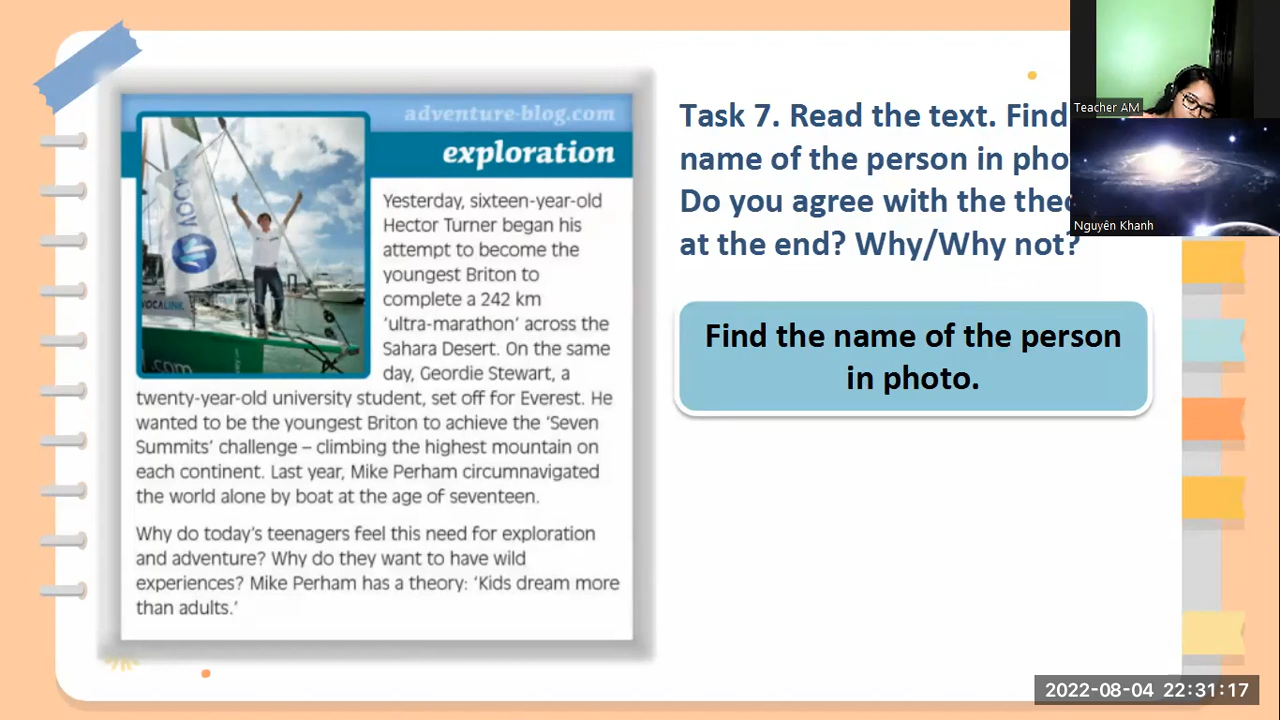 adventure-blog.com
exploration
Yesterday, sixteen-year-old
Hector Turner began his
attempt to become the
youngest Briton to
complete a 242 km
‘ultra-marathon’ across the
Sahara Desert. On the same
day, Geordie Stewart, a
twenty-year-old university student, set off for Everest. He
wanted to be the youngest Briton to achieve the ‘Seven
Summits’ challenge – climbing the highest mountain on
each continent. Last year, Mike Perham circumnavigated
the world alone by boat at the age of seventeen.
Why do today’s teenagers feel this need for exploration
and adventure? Why do they want to have wild
experiences? Mike Perham has a theory: ‘Kids dream more
than adults.’
VOCALINK
.com
Task 7. Read the text. Find
name of the person in
Do you agree with the
at the end? Why/Why not?
Find the name of the person
in photo.
Teacher AM
Nguyên Khanh
2022-08-04 22:31:17